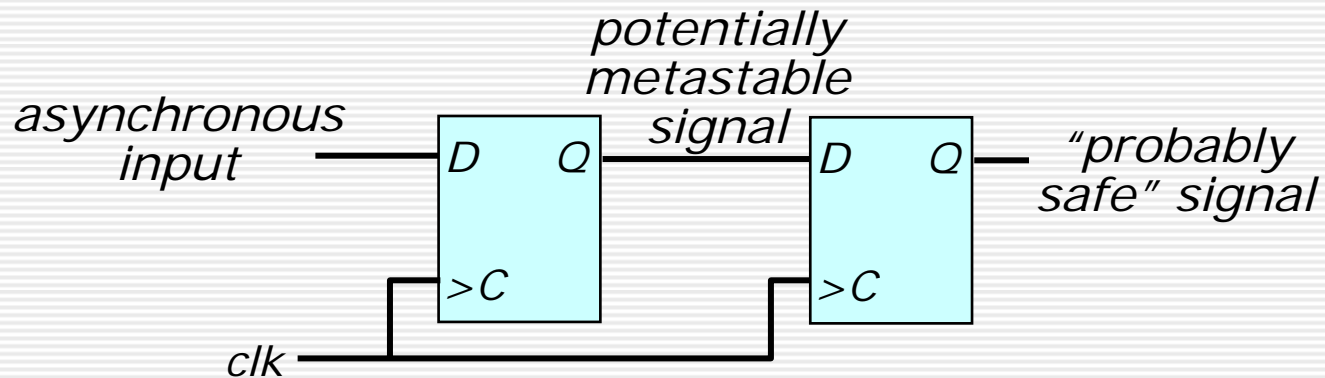 potentially
metastable
signal
asynchronous
input
D Q
>C
D Q
>C
"probably
safe" signal
clk